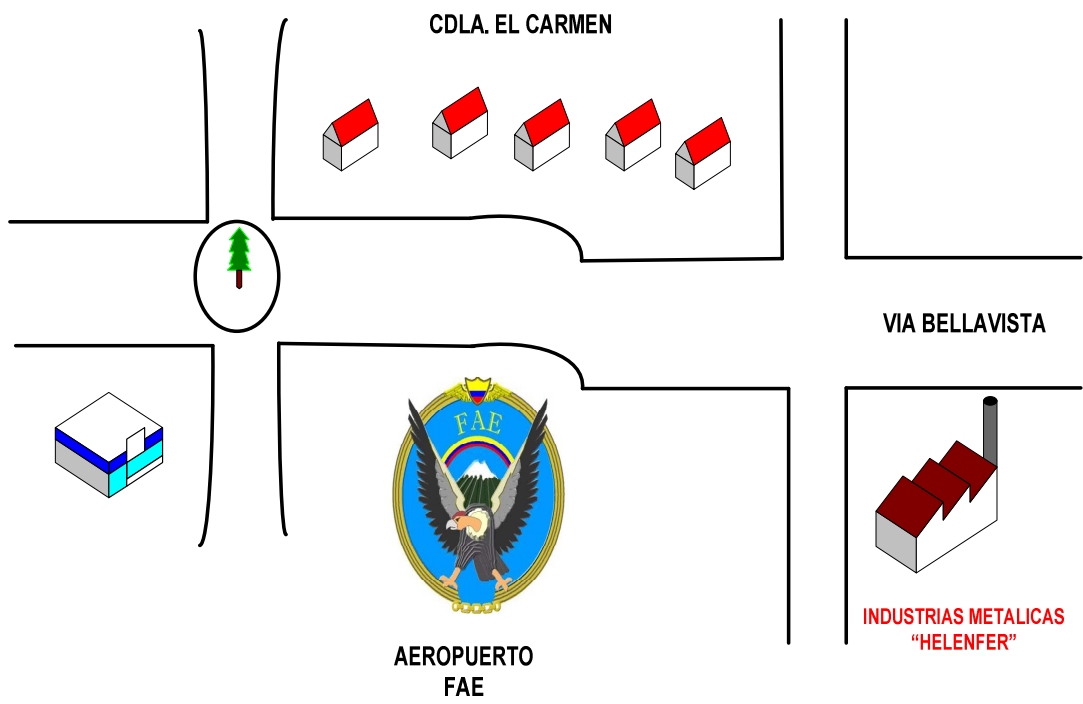 CDLA. EL CARMEN
VIA BELLAVISTA
FAE
INDUSTRIAS METALICAS
“HELENFER”
AEROPUERTO
FAE